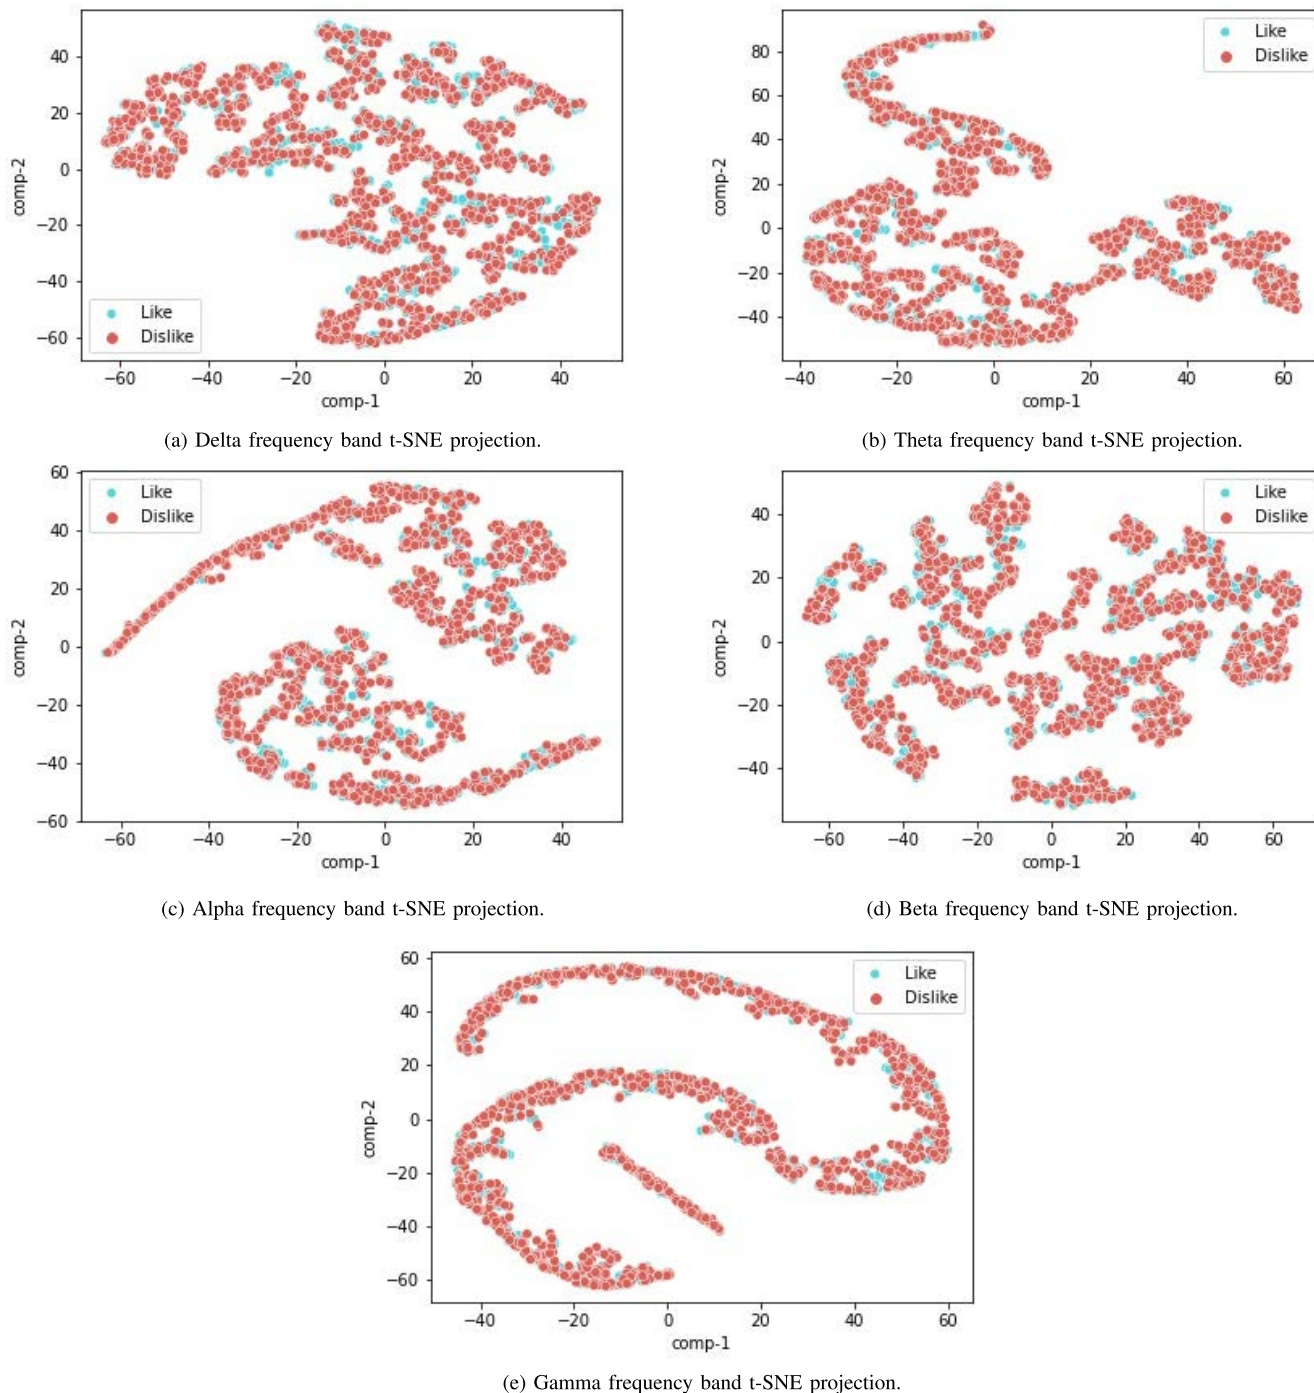 40
20
0
−20
−40
−60
comp-2
Like
Dislike
−60 −40 −20 0 20 40
comp-1
(a) Delta frequency band t-SNE projection.
Like
Dislike
80
60
40
20
0
−20
−40
comp-2
−40 −20 0 20 40 60
comp-1
(b) Theta frequency band t-SNE projection.
60
40
20
0
−20
−40
−60
comp-2
Like
Dislike
−60 −40 −20 0 20 40
comp-1
(c) Alpha frequency band t-SNE projection.
Like
Dislike
40
20
0
−20
−40
comp-2
−60 −40 −20 0 20 40 60
comp-1
(d) Beta frequency band t-SNE projection.
60
40
20
0
−20
−40
−60
comp-2
Like
Dislike
−40 −20 0 20 40 60
comp-1
(e) Gamma frequency band t-SNE projection.